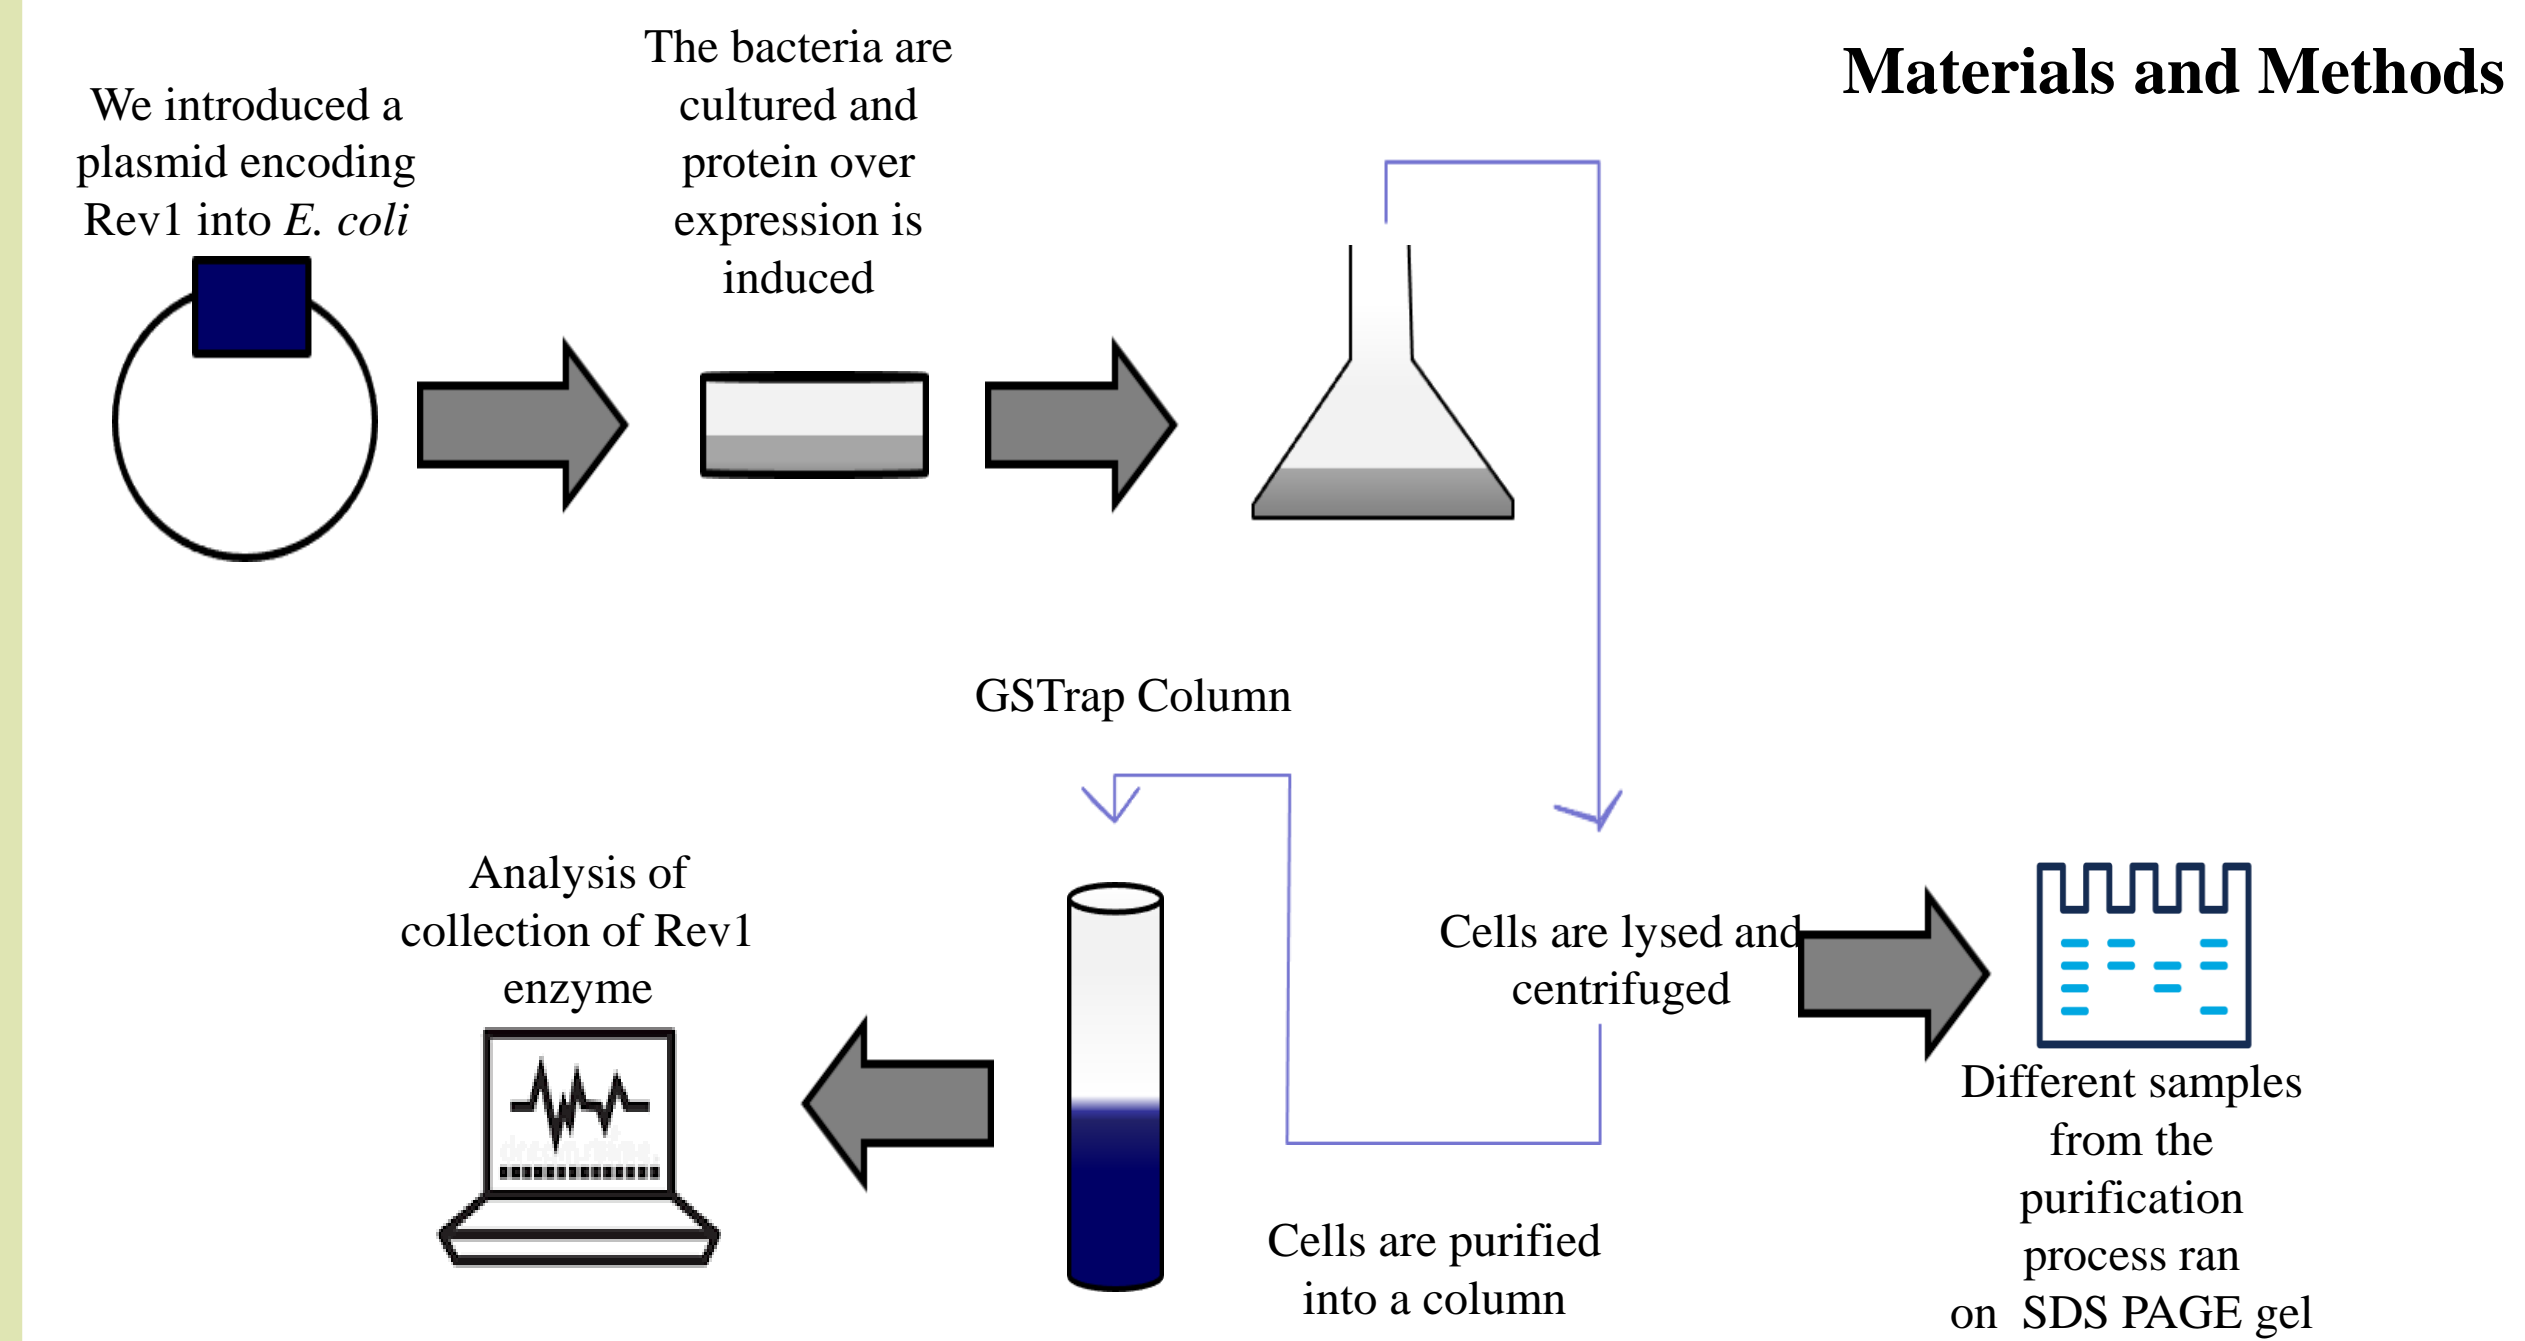 Materials and Methods
We introduced a
plasmid encoding
Rev1 into E. coli
The bacteria are
cultured and
protein over
expression is
induced
GSTrap Column
Analysis of
collection of Rev1
enzyme
Cells are lysed and
centrifuged
Cells are purified
into a column
Different samples
from the
purification
process ran
on SDS PAGE gel